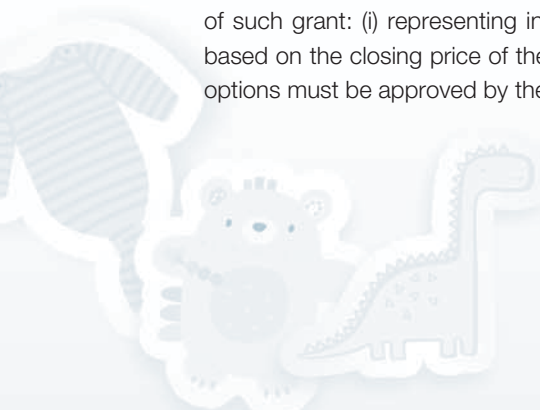 of such grant: (i) representing in
based on the closing price of the
options must be approved by the